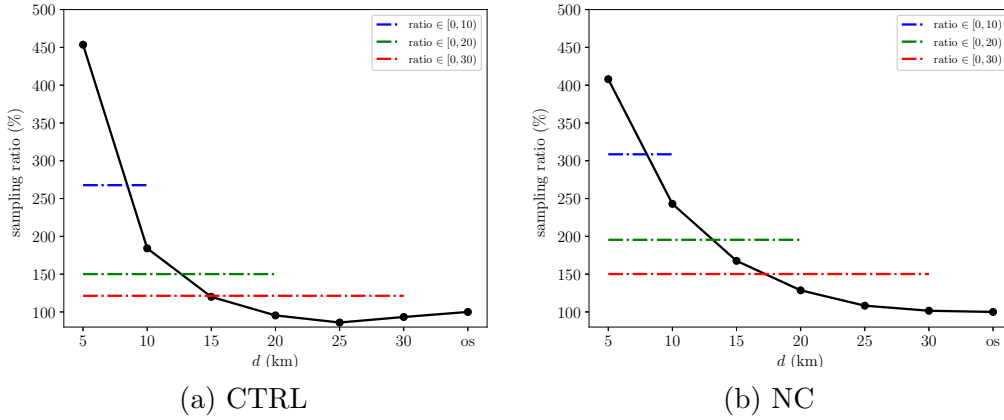 500
450
400
350
300
250
200
150
100
sampling ratio (%)
ratio ∈ [0, 10)
ratio ∈ [0, 20)
ratio ∈ [0, 30)
5 10 15 20 25 30 os
d (km)
(a) CTRL
500
450
400
350
300
250
200
150
100
sampling ratio (%)
ratio ∈ [0, 10)
ratio ∈ [0, 20)
ratio ∈ [0, 30)
5 10 15 20 25 30 os
d (km)
(b) NC